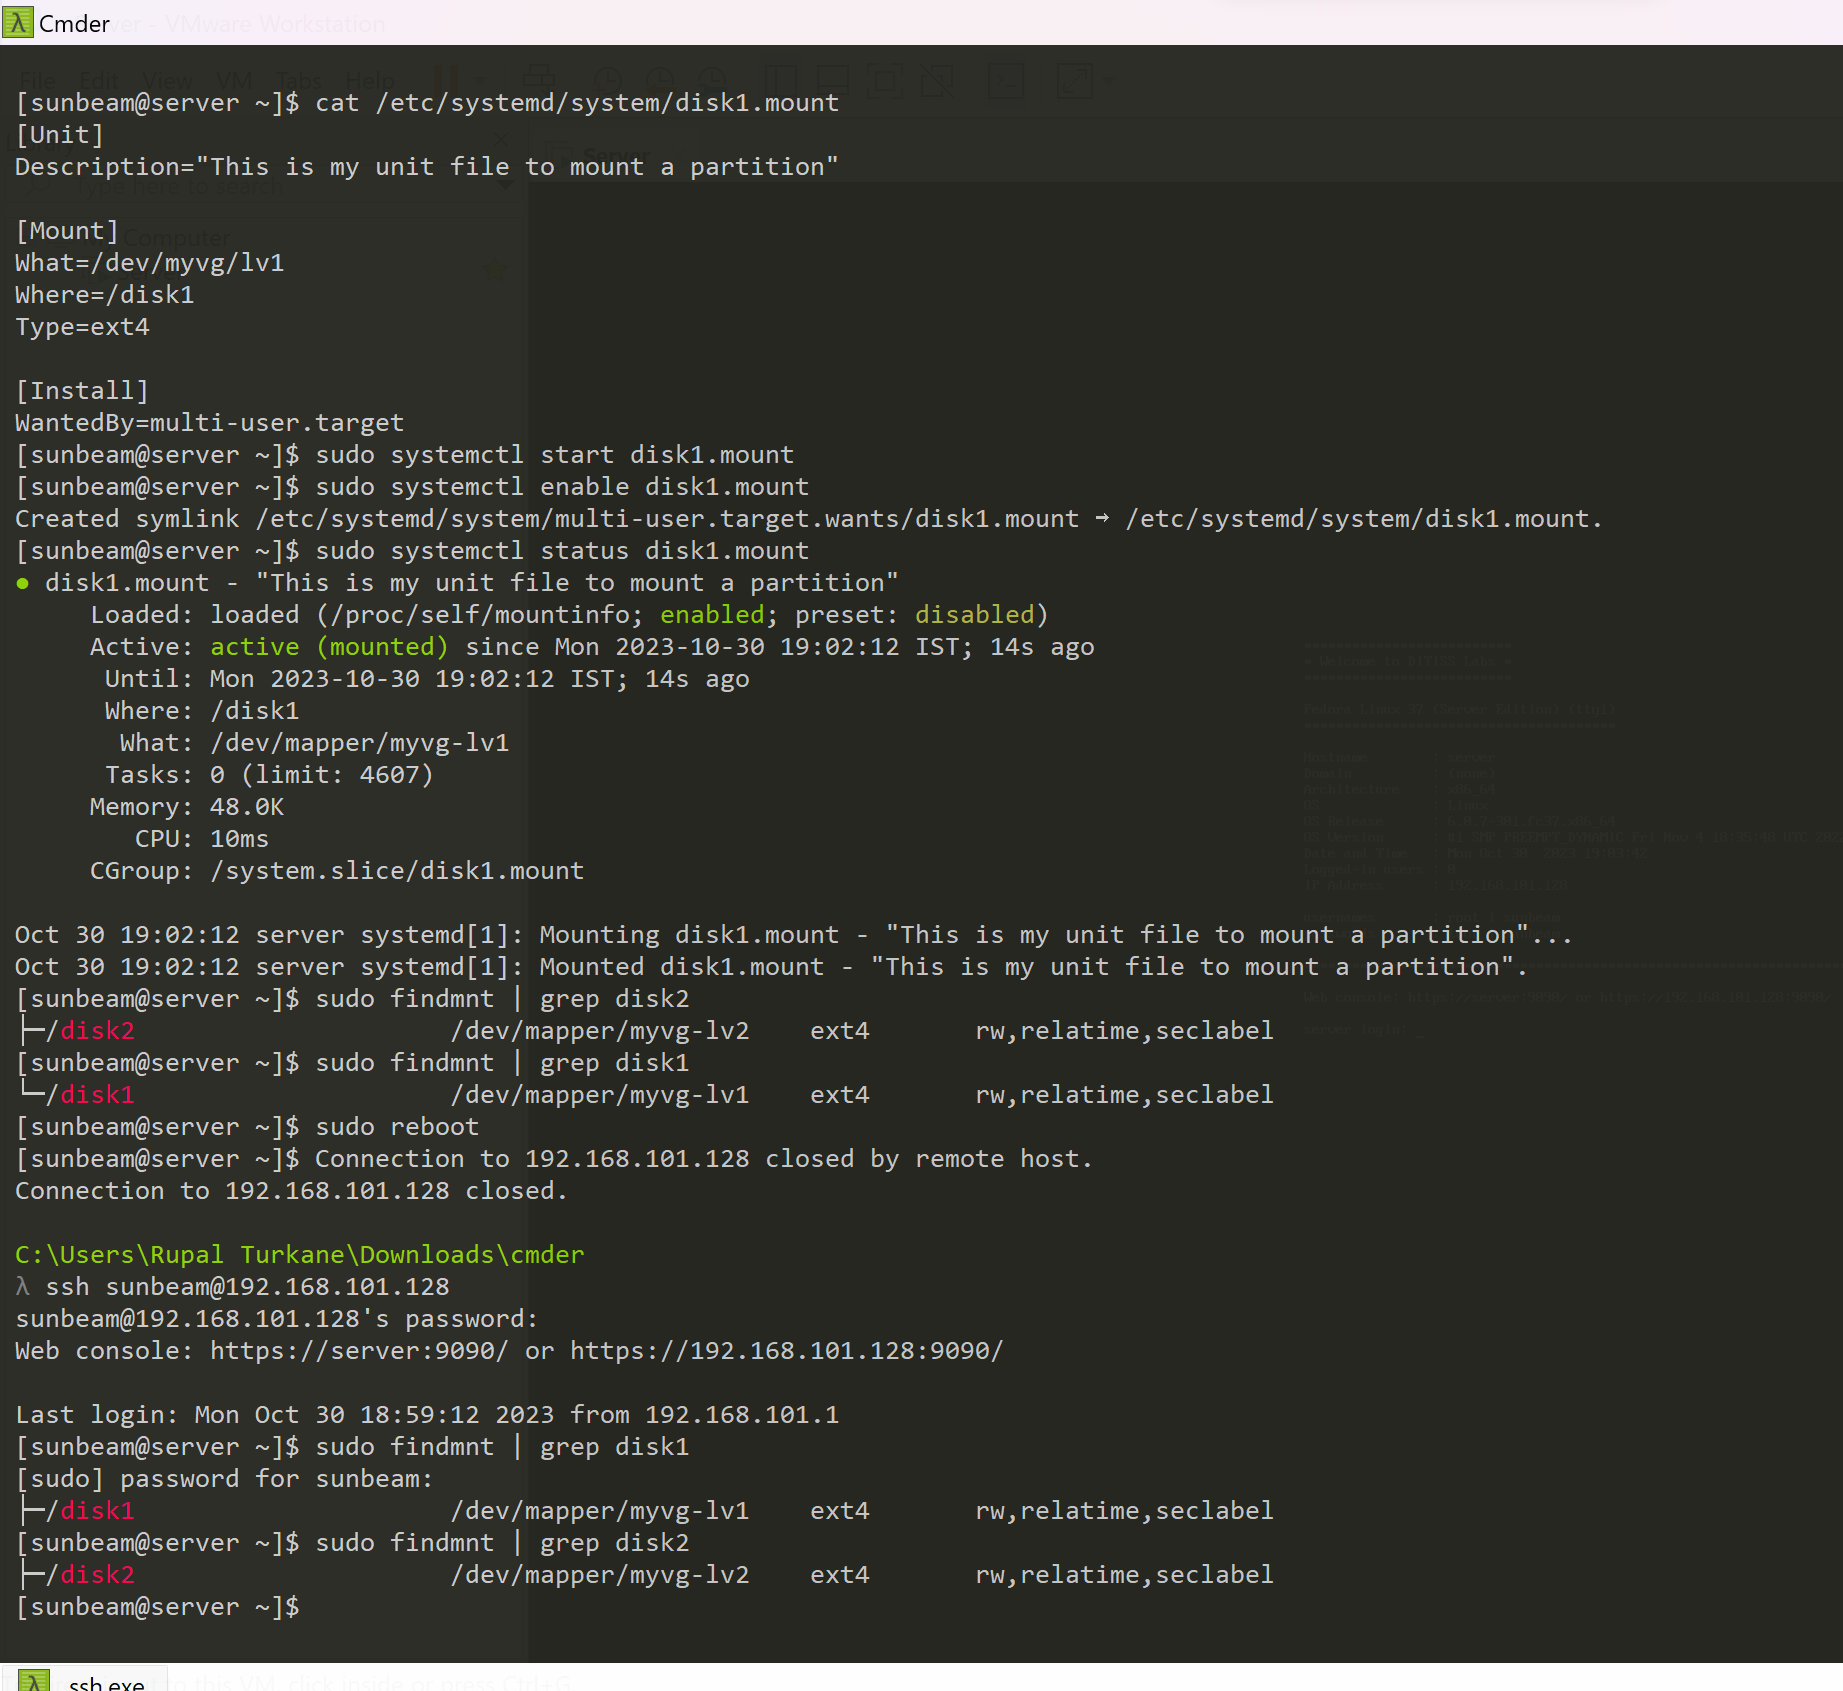 Cmder
[sunbeam@server ~]$ cat /etc/systemd/system/disk1.mount
[Unit]
Description="This is my unit file to mount a partition"
[Mount]
What=/dev/myvg/lv1
Where=/disk1
Type=ext4
[Install]
WantedBy=multi-user.target
[sunbeam@server ~]$ sudo systemctl start disk1.mount
[sunbeam@server ~]$ sudo systemctl enable disk1.mount
Created symlink /etc/systemd/system/multi-user.target.wants/disk1.mount → /etc/systemd/system/disk1.mount.
[sunbeam@server ~]$ sudo systemctl status disk1.mount
● disk1.mount - "This is my unit file to mount a partition"
Loaded: loaded (/proc/self/mountinfo; enabled; preset: disabled)
Active: active (mounted) since Mon 2023-10-30 19:02:12 IST; 14s ago
Until: Mon 2023-10-30 19:02:12 IST; 14s ago
Where: /disk1
What: /dev/mapper/myvg-lv1
Tasks: 0 (limit: 4607)
Memory: 48.0K
CPU: 10ms
CGroup: /system.slice/disk1.mount
Oct 30 19:02:12 server systemd[1]: Mounting disk1.mount - "This is my unit file to mount a partition"...
Oct 30 19:02:12 server systemd[1]: Mounted disk1.mount - "This is my unit file to mount a partition".
[sunbeam@server ~]$ sudo findmnt | grep disk2
├─/disk2 /dev/mapper/myvg-lv2 ext4 rw,relatime,seclabel
[sunbeam@server ~]$ sudo findmnt | grep disk1
└─/disk1 /dev/mapper/myvg-lv1 ext4 rw,relatime,seclabel
[sunbeam@server ~]$ sudo reboot
[sunbeam@server ~]$ Connection to 192.168.101.128 closed by remote host.
Connection to 192.168.101.128 closed.
C:\Users\Rupal Turkane\Downloads\cmder
λ ssh sunbeam@192.168.101.128
sunbeam@192.168.101.128's password:
Web console: https://server:9090/ or https://192.168.101.128:9090/
Last login: Mon Oct 30 18:59:12 2023 from 192.168.101.1
[sunbeam@server ~]$ sudo findmnt | grep disk1
[sudo] password for sunbeam:
├─/disk1 /dev/mapper/myvg-lv1 ext4 rw,relatime,seclabel
[sunbeam@server ~]$ sudo findmnt | grep disk2
├─/disk2 /dev/mapper/myvg-lv2 ext4 rw,relatime,seclabel
[sunbeam@server ~]$
ssh.exe